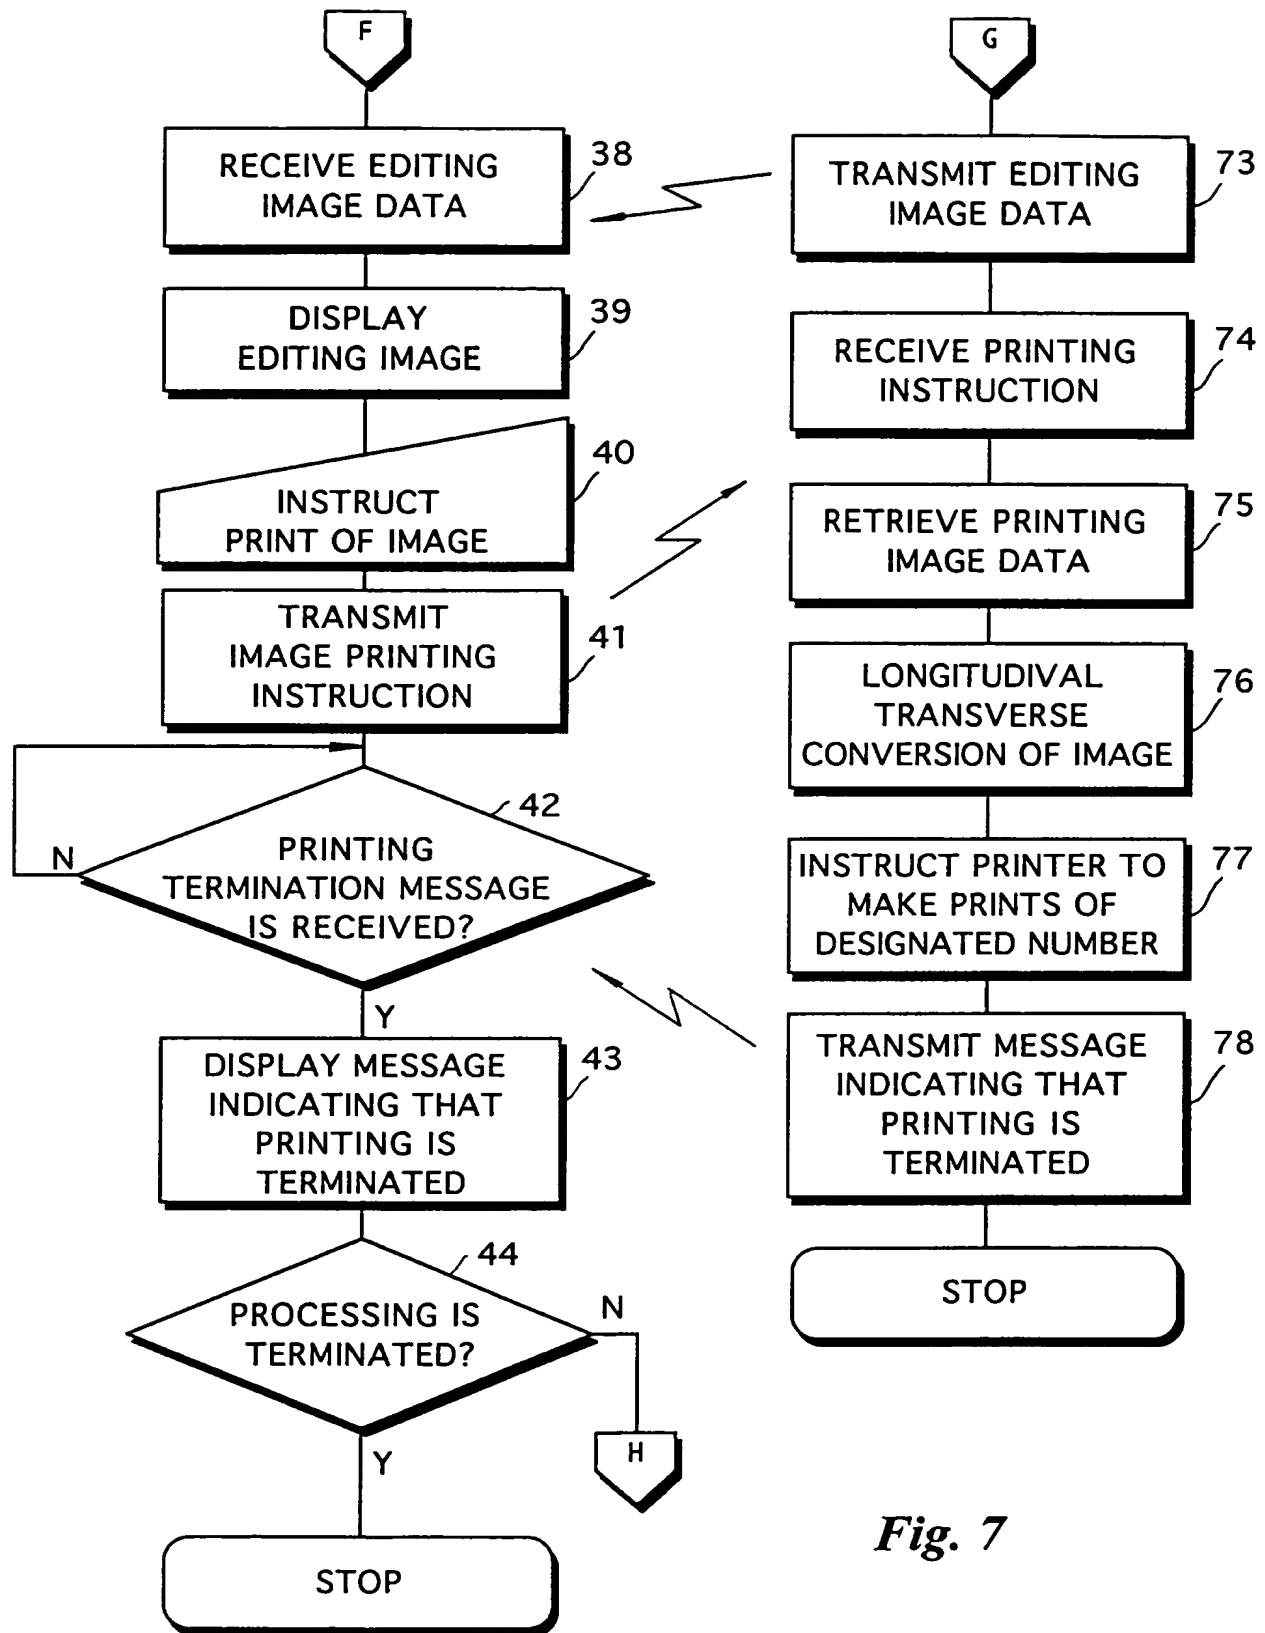 F
RECEIVE EDITING
IMAGE DATA
38
DISPLAY
EDITING IMAGE
39
INSTRUCT
PRINT OF IMAGE
40
TRANSMIT
IMAGE PRINTING
INSTRUCTION
41
PRINTING
TERMINATION MESSAGE
IS RECEIVED?
42
N
Y
DISPLAY MESSAGE
INDICATING THAT
PRINTING IS
TERMINATED
43
PROCESSING IS
TERMINATED?
44
N
H
Y
STOP
G
TRANSMIT EDITING
IMAGE DATA
73
RECEIVE PRINTING
INSTRUCTION
74
RETRIEVE PRINTING
IMAGE DATA
75
LONGITUDIVAL
TRANSVERSE
CONVERSION OF IMAGE
76
INSTRUCT PRINTER TO
MAKE PRINTS OF
DESIGNATED NUMBER
77
TRANSMIT MESSAGE
INDICATING THAT
PRINTING IS
TERMINATED
78
STOP
Fig. 7